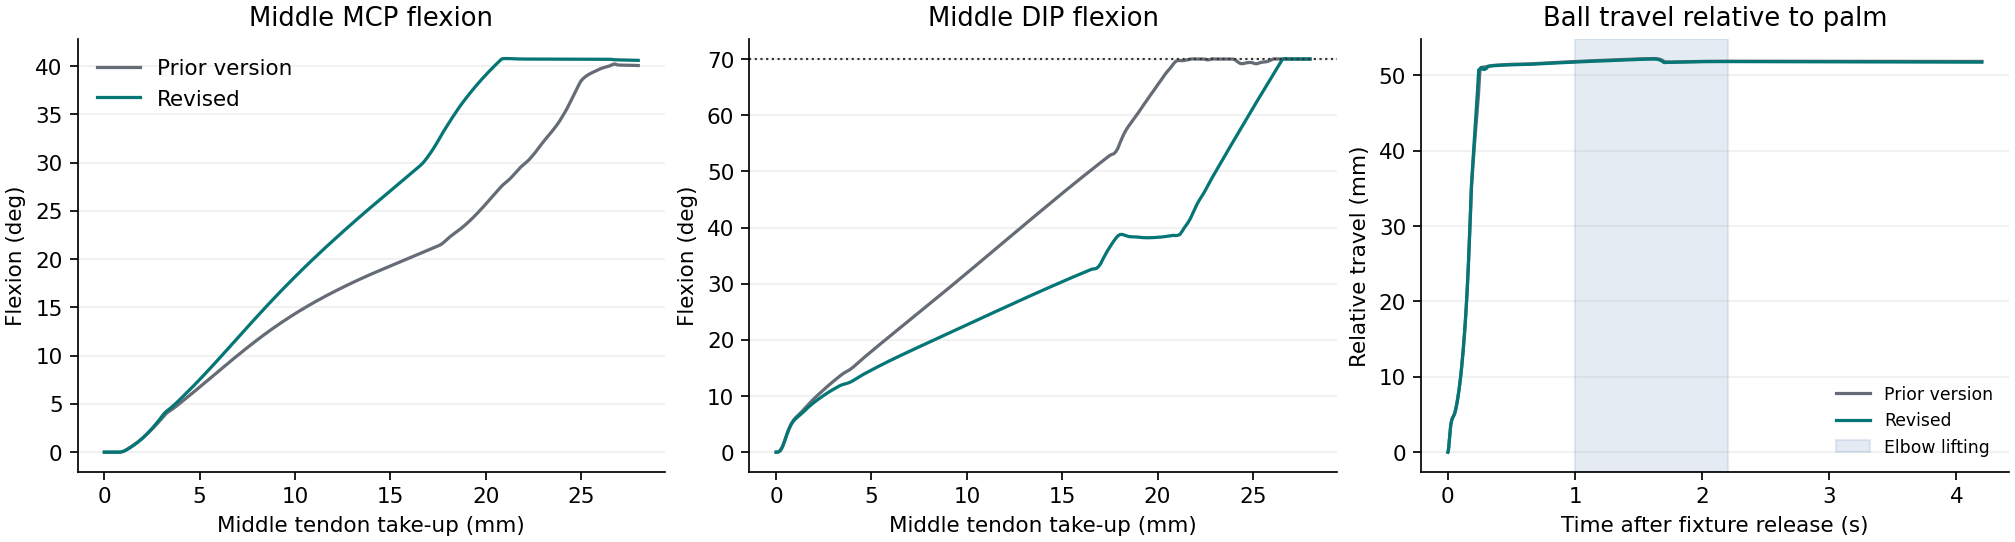 Middle MCP flexion
Flexion (deg)
40
35
30
25
20
15
10
5
0
Prior version
Revised
0 5 10 15 20 25
Middle tendon take-up (mm)
Middle DIP flexion
Flexion (deg)
70
60
50
40
30
20
10
0
0 5 10 15 20 25
Middle tendon take-up (mm)
Ball travel relative to palm
Relative travel (mm)
50
40
30
20
10
0
Prior version
Revised
Elbow lifting
0 1 2 3 4
Time after fixture release (s)